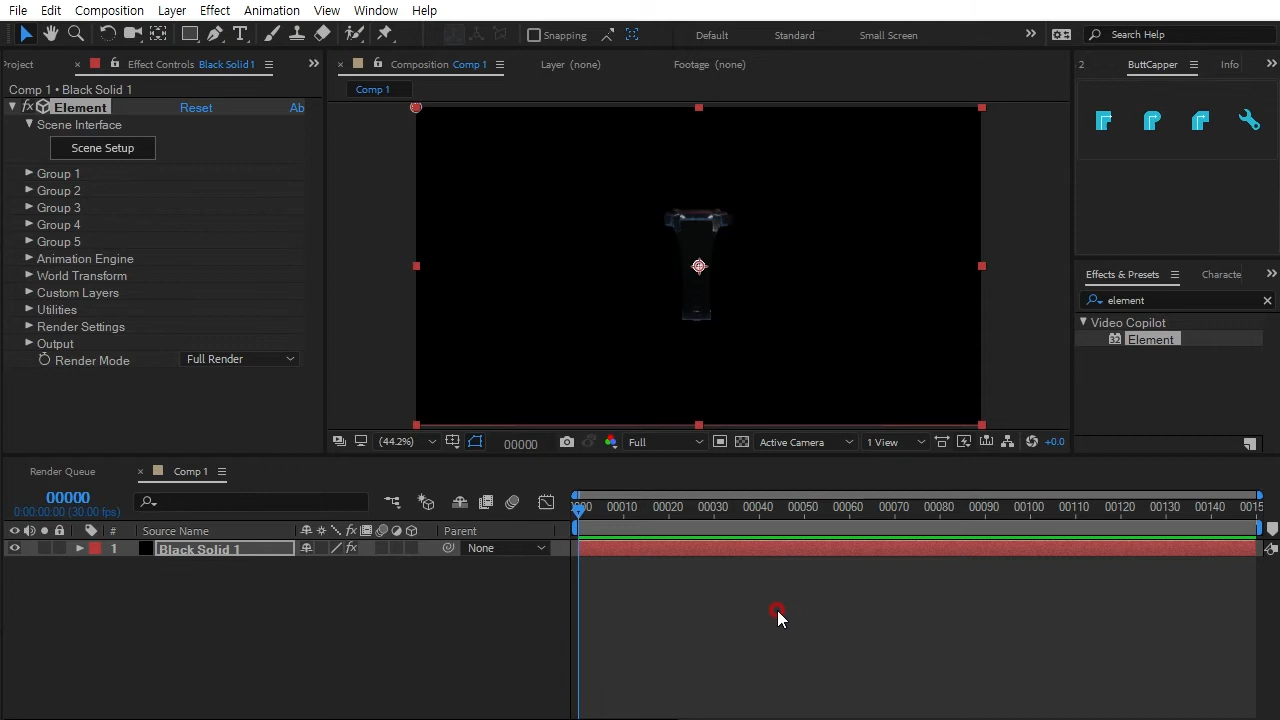 File Edit Composition Layer Effect Animation View Window Help
Snapping Default Standard Small Screen Search Help
Project Effect Controls Black Solid 1 Composition Comp 1 Layer (none) Footage (none) 2 ButtCapper Info
Comp 1 • Black Solid 1
Comp 1
fx Element Reset Ab
Scene Interface
Scene Setup
Group 1
Group 2
Group 3
Group 4
Group 5
Animation Engine
World Transform
Custom Layers
Utilities
Render Settings
Output
Render Mode Full Render
Effects & Presets Characte
element
Video Copilot
32 Element
(44.2%) 00000 Full Active Camera 1 View +0.0
Render Queue Comp 1
00000
0:00:00:00 (30.00 fps)
00010 00020 00030 00040 00050 00060 00070 00080 00090 00100 00110 00120 00130 00140 0015
# Source Name fx Parent
1 Black Solid 1 fx None